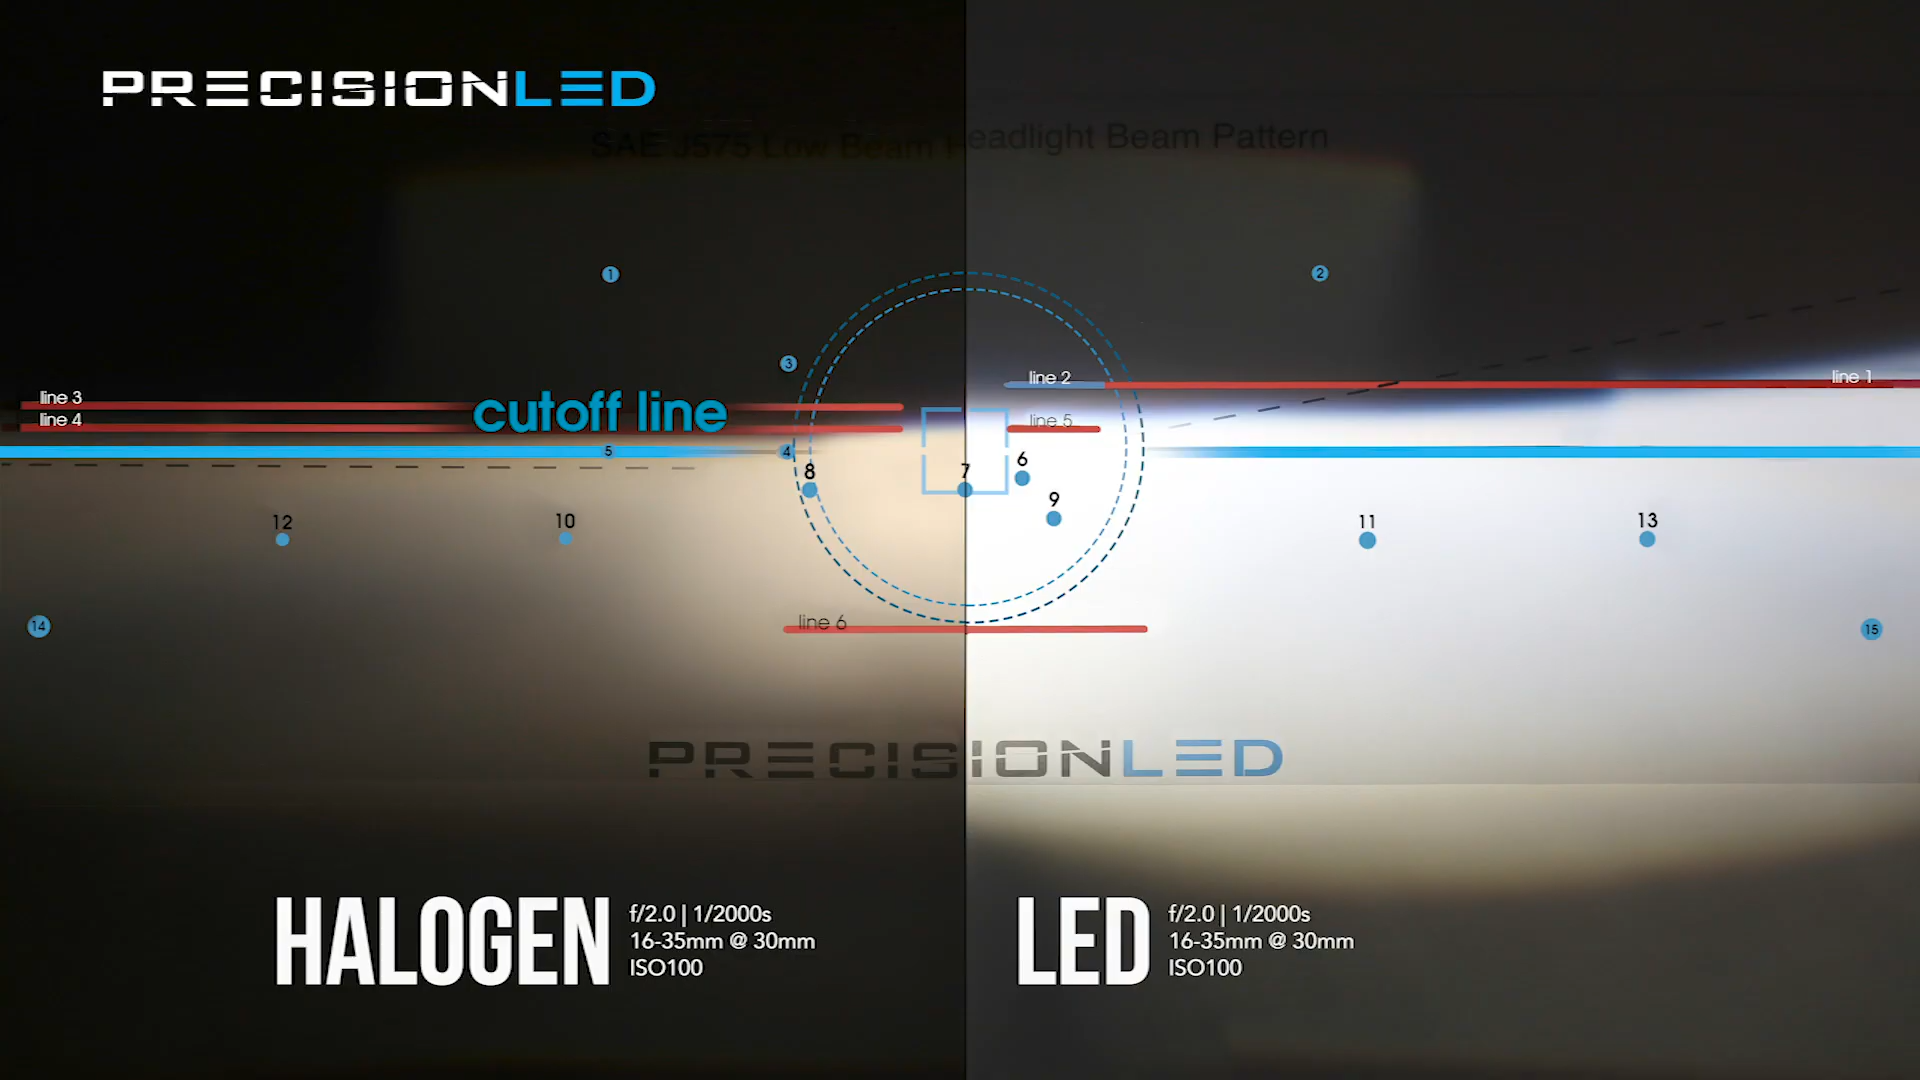 PRECISIONLED
SAE J575 Low Beam Headlight Beam Pattern
1
2
3
line 2
line 1
line 3
cutoff line
line 4
line 5
5
4
6
8
7
9
12
10
11
13
14
line 6
15
PRECISIONLED
HALOGEN
f/2.0 | 1/2000s
16-35mm @ 30mm
ISO100
LED
f/2.0 | 1/2000s
16-35mm @ 30mm
ISO100